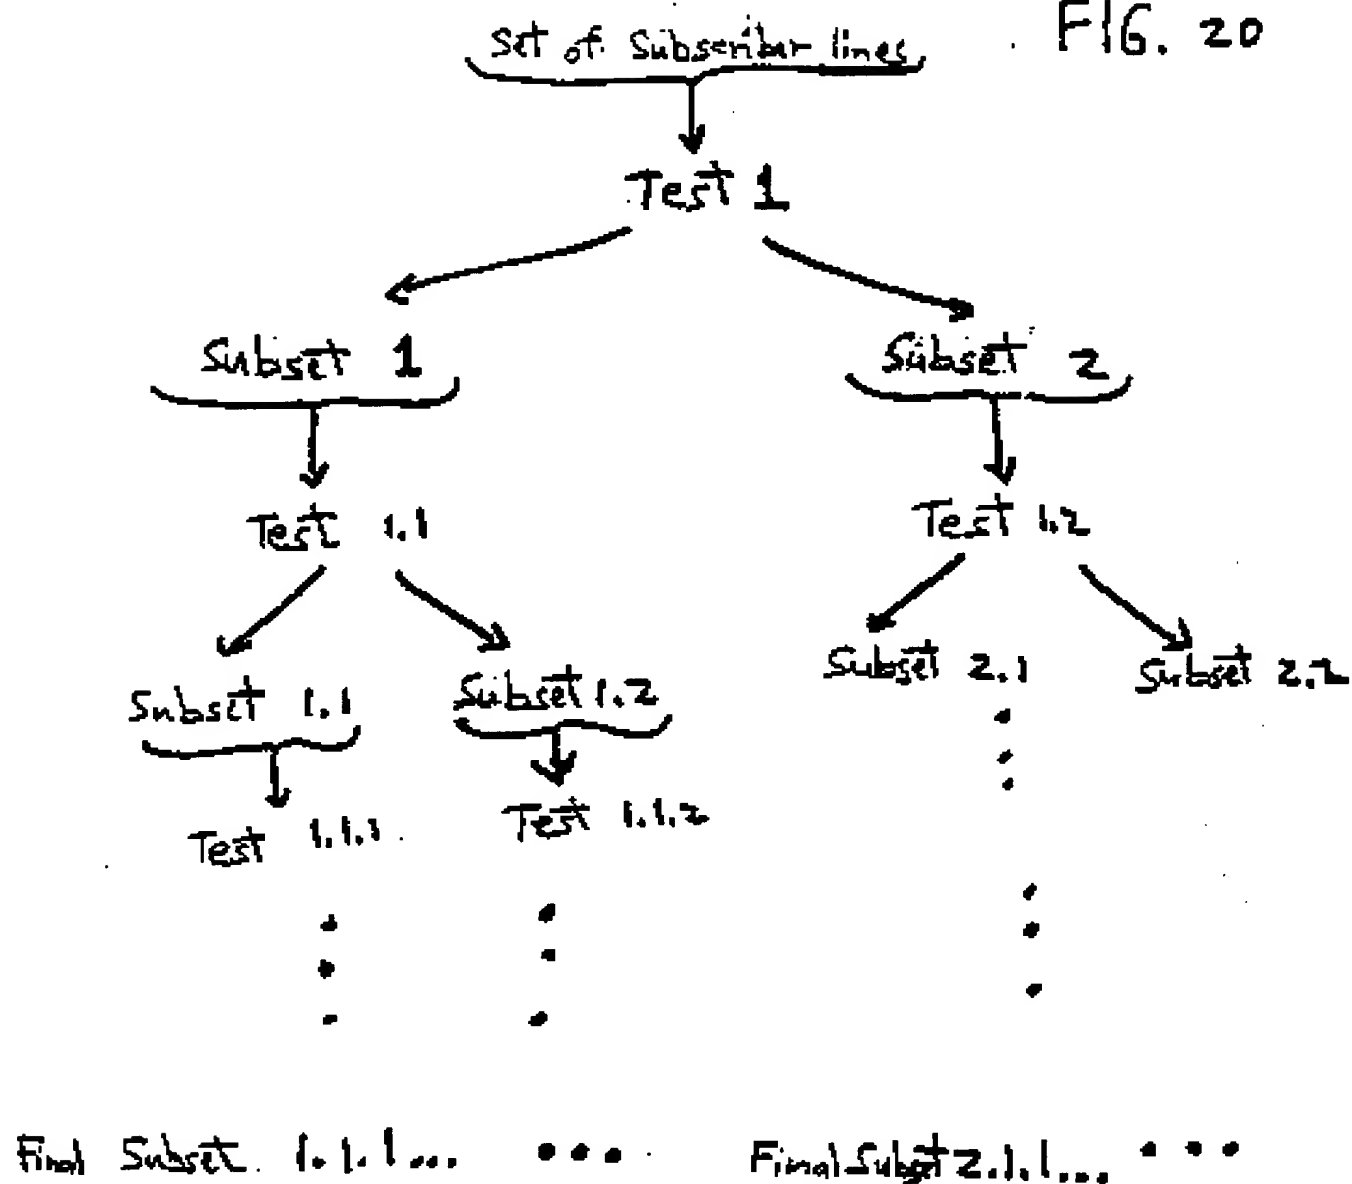 FIG. 20
Set of Subscriber lines
Test 1
Subset 1
Subset 2
Test 1.1
Test 1.2
Subset 1.1
Subset 1.2
Subset 2.1
Subset 2.2
Test 1.1.1
Test 1.1.2
Final Subset 1.1.1...
...
Final Subset 2.1.1...
...